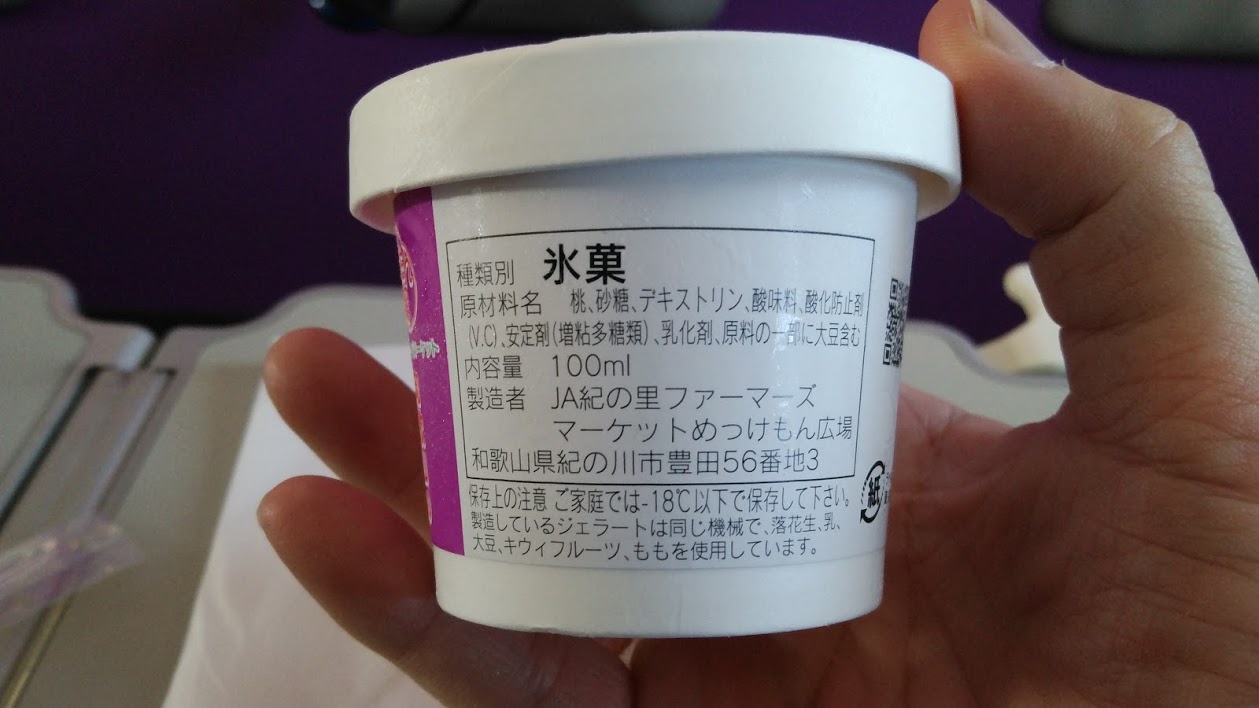 種類別 氷菓
原材料名 桃、砂糖、デキストリン、酸味料、酸化防止剤
(V.C)、安定剤(増粘多糖類)、乳化剤、原料の一部に大豆含む
内容量 100ml
製造者 JA紀の里ファーマーズ
マーケットめっけもん広場
和歌山県紀の川市豊田56番地3
保存上の注意 ご家庭では-18℃以下で保存して下さい。
製造しているジェラートは同じ機械で、落花生、乳、
大豆、キウィフルーツ、ももを使用しています。
紙